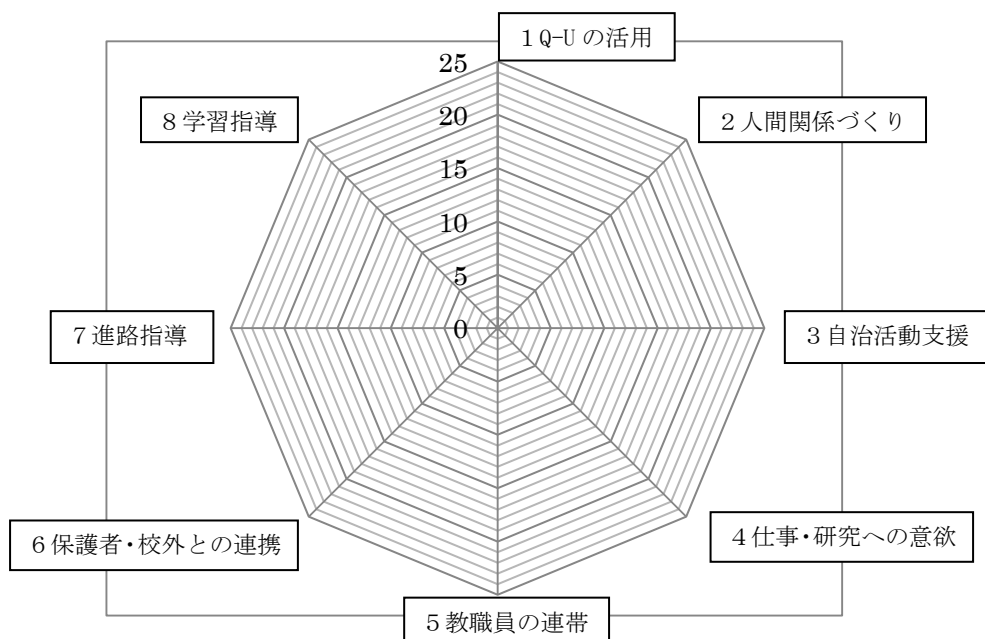 １Q-U の活用
２人間関係づくり
３自治活動支援
４仕事・研究への意欲
５教職員の連帯
６保護者・校外との連携
７進路指導
８学習指導
25
20
15
10
5
0